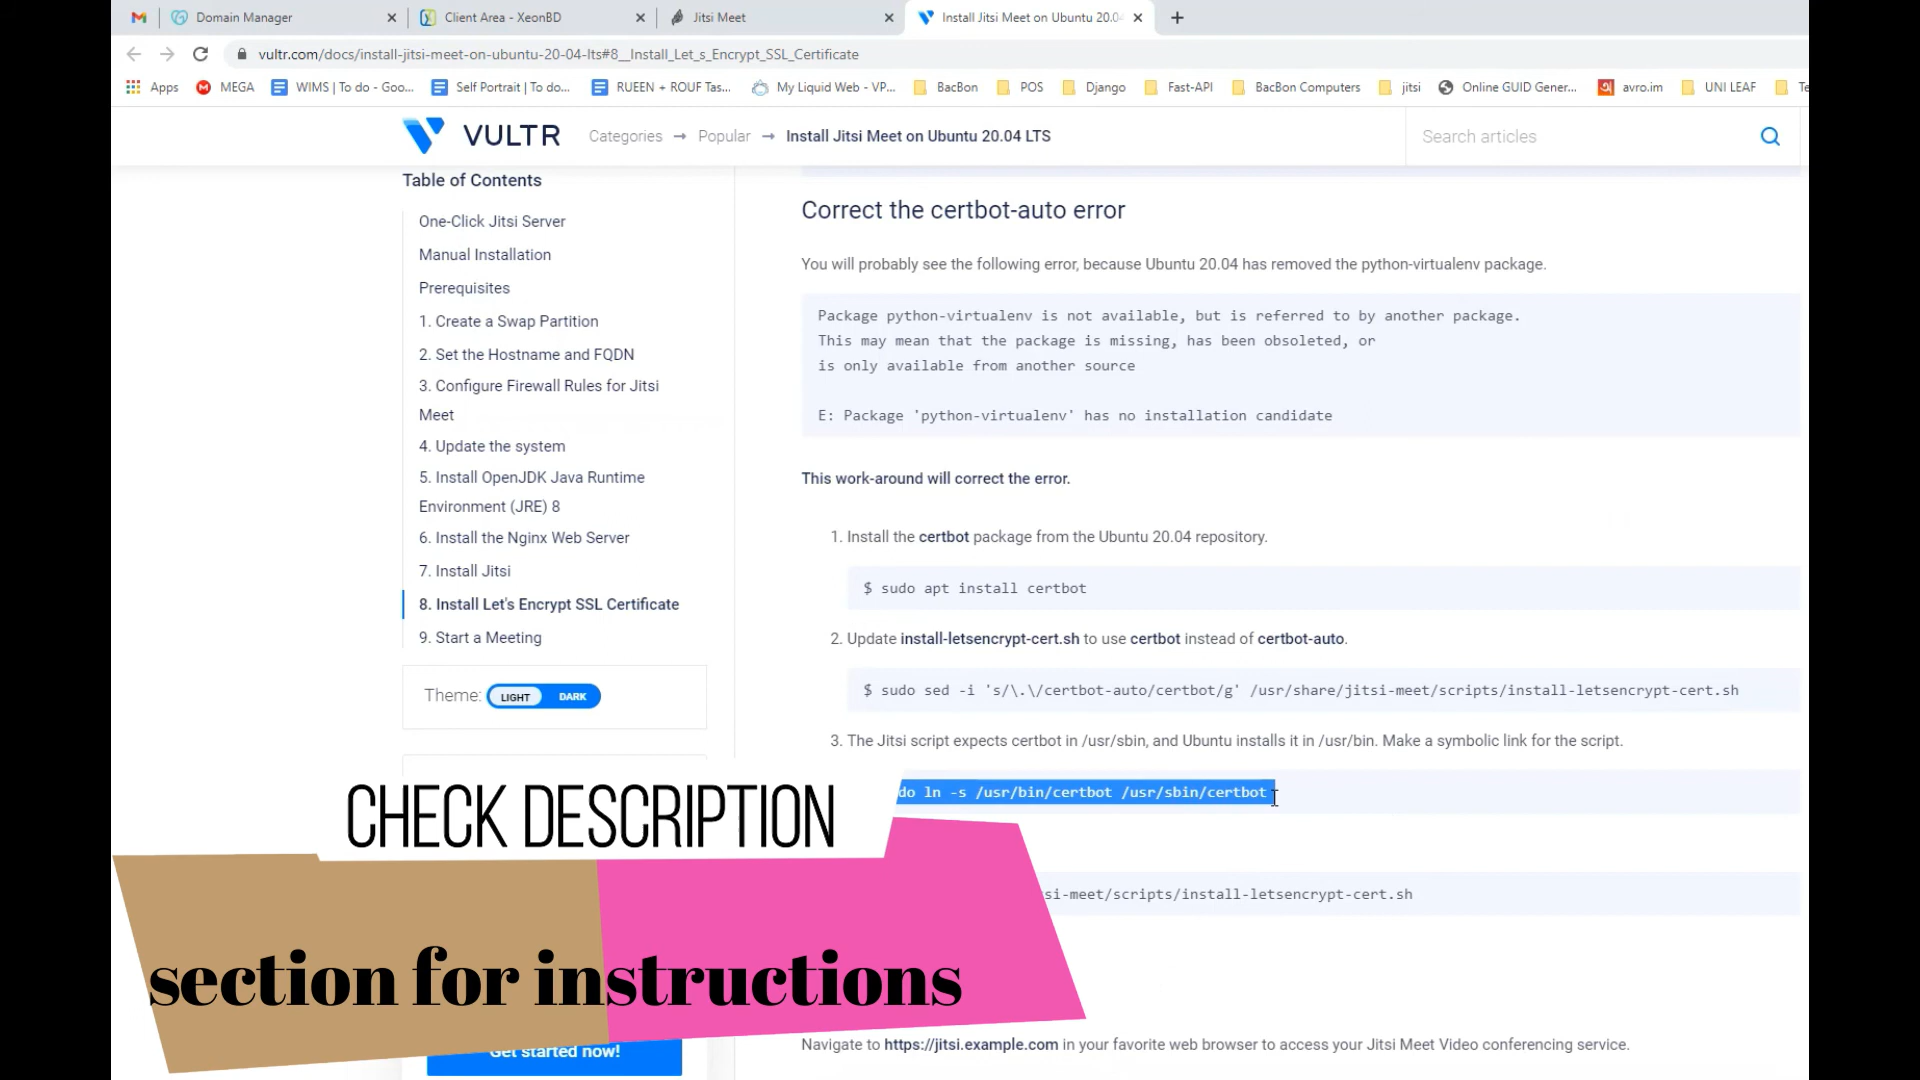 Domain Manager
Client Area - XeonBD
Jitsi Meet
Install Jitsi Meet on Ubuntu 20.0
vultr.com/docs/install-jitsi-meet-on-ubuntu-20-04-lts#8__Install_Let_s_Encrypt_SSL_Certificate
Apps
MEGA
WIMS | To do - Goo...
Self Portrait | To do...
RUEEN + ROUF Tas...
My Liquid Web - VP...
BacBon
POS
Django
Fast-API
BacBon Computers
jitsi
Online GUID Gener...
avro.im
UNI LEAF
VULTR
Categories → Popular → Install Jitsi Meet on Ubuntu 20.04 LTS
Search articles
Table of Contents
One-Click Jitsi Server
Manual Installation
Prerequisites
1. Create a Swap Partition
2. Set the Hostname and FQDN
3. Configure Firewall Rules for Jitsi
Meet
4. Update the system
5. Install OpenJDK Java Runtime
Environment (JRE) 8
6. Install the Nginx Web Server
7. Install Jitsi
8. Install Let's Encrypt SSL Certificate
9. Start a Meeting
Theme: LIGHT DARK
Get started now!
Correct the certbot-auto error
You will probably see the following error, because Ubuntu 20.04 has removed the python-virtualenv package.
Package python-virtualenv is not available, but is referred to by another package.
This may mean that the package is missing, has been obsoleted, or
is only available from another source
E: Package 'python-virtualenv' has no installation candidate
This work-around will correct the error.
1. Install the certbot package from the Ubuntu 20.04 repository.
$ sudo apt install certbot
2. Update install-letsencrypt-cert.sh to use certbot instead of certbot-auto.
$ sudo sed -i 's/\.\/certbot-auto/certbot/g' /usr/share/jitsi-meet/scripts/install-letsencrypt-cert.sh
3. The Jitsi script expects certbot in /usr/sbin, and Ubuntu installs it in /usr/bin. Make a symbolic link for the script.
do ln -s /usr/bin/certbot /usr/sbin/certbot
si-meet/scripts/install-letsencrypt-cert.sh
Navigate to https://jitsi.example.com in your favorite web browser to access your Jitsi Meet Video conferencing service.
CHECK DESCRIPTION
section for instructions